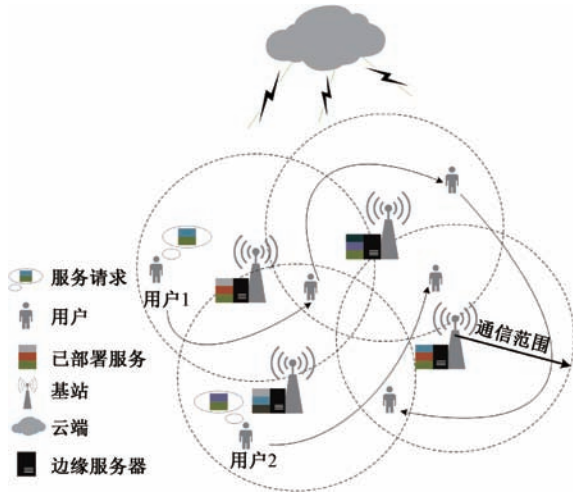 用户1
通信范围
用户2
服务请求
用户
已部署服务
基站
云端
边缘服务器